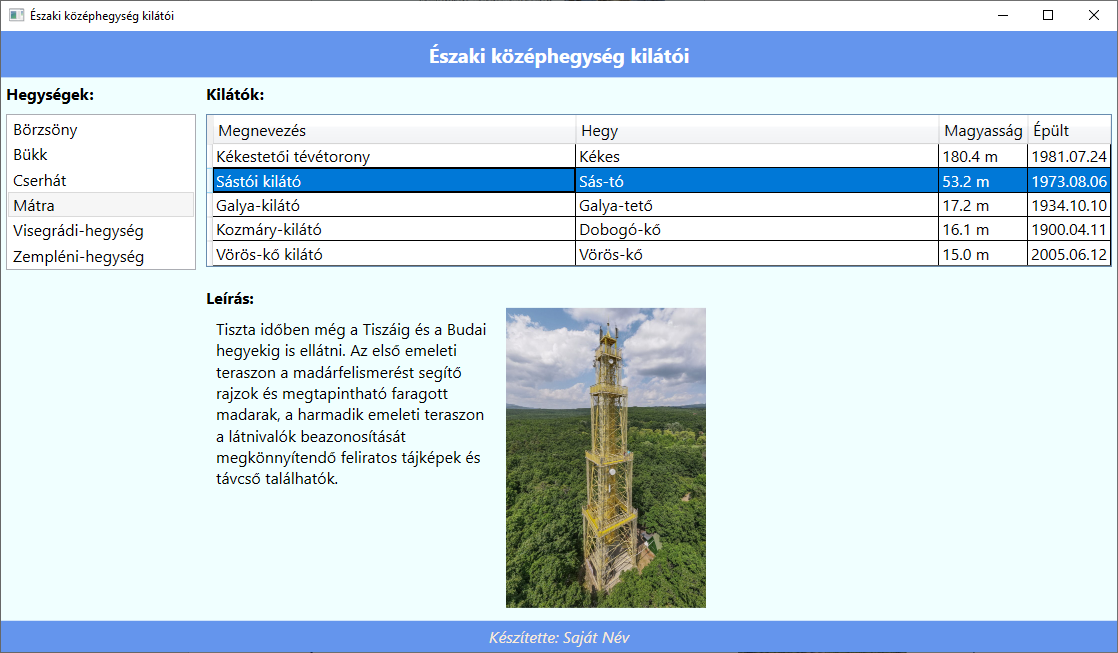 Északi középhegység kilátói
Északi középhegység kilátói
Hegységek:
Börzsöny
Bükk
Cserhát
Mátra
Visegrádi-hegység
Zempléni-hegység
Kilátók:
Megnevezés Hegy Magyasság Épült
Kékestetői tévétorony Kékes 180.4 m 1981.07.24
Sástói kilátó Sás-tó 53.2 m 1973.08.06
Galya-kilátó Galya-tető 17.2 m 1934.10.10
Kozmáry-kilátó Dobogó-kő 16.1 m 1900.04.11
Vörös-kő kilátó Vörös-kő 15.0 m 2005.06.12
Leírás:
Tiszta időben még a Tiszáig és a Budai
hegyekig is ellátni. Az első emeleti
teraszon a madárfelismerést segítő
rajzok és megtapintható faragott
madarak, a harmadik emeleti teraszon
a látnivalók beazonosítását
megkönnyítendő feliratos tájképek és
távcső találhatók.
Készítette: Saját Név